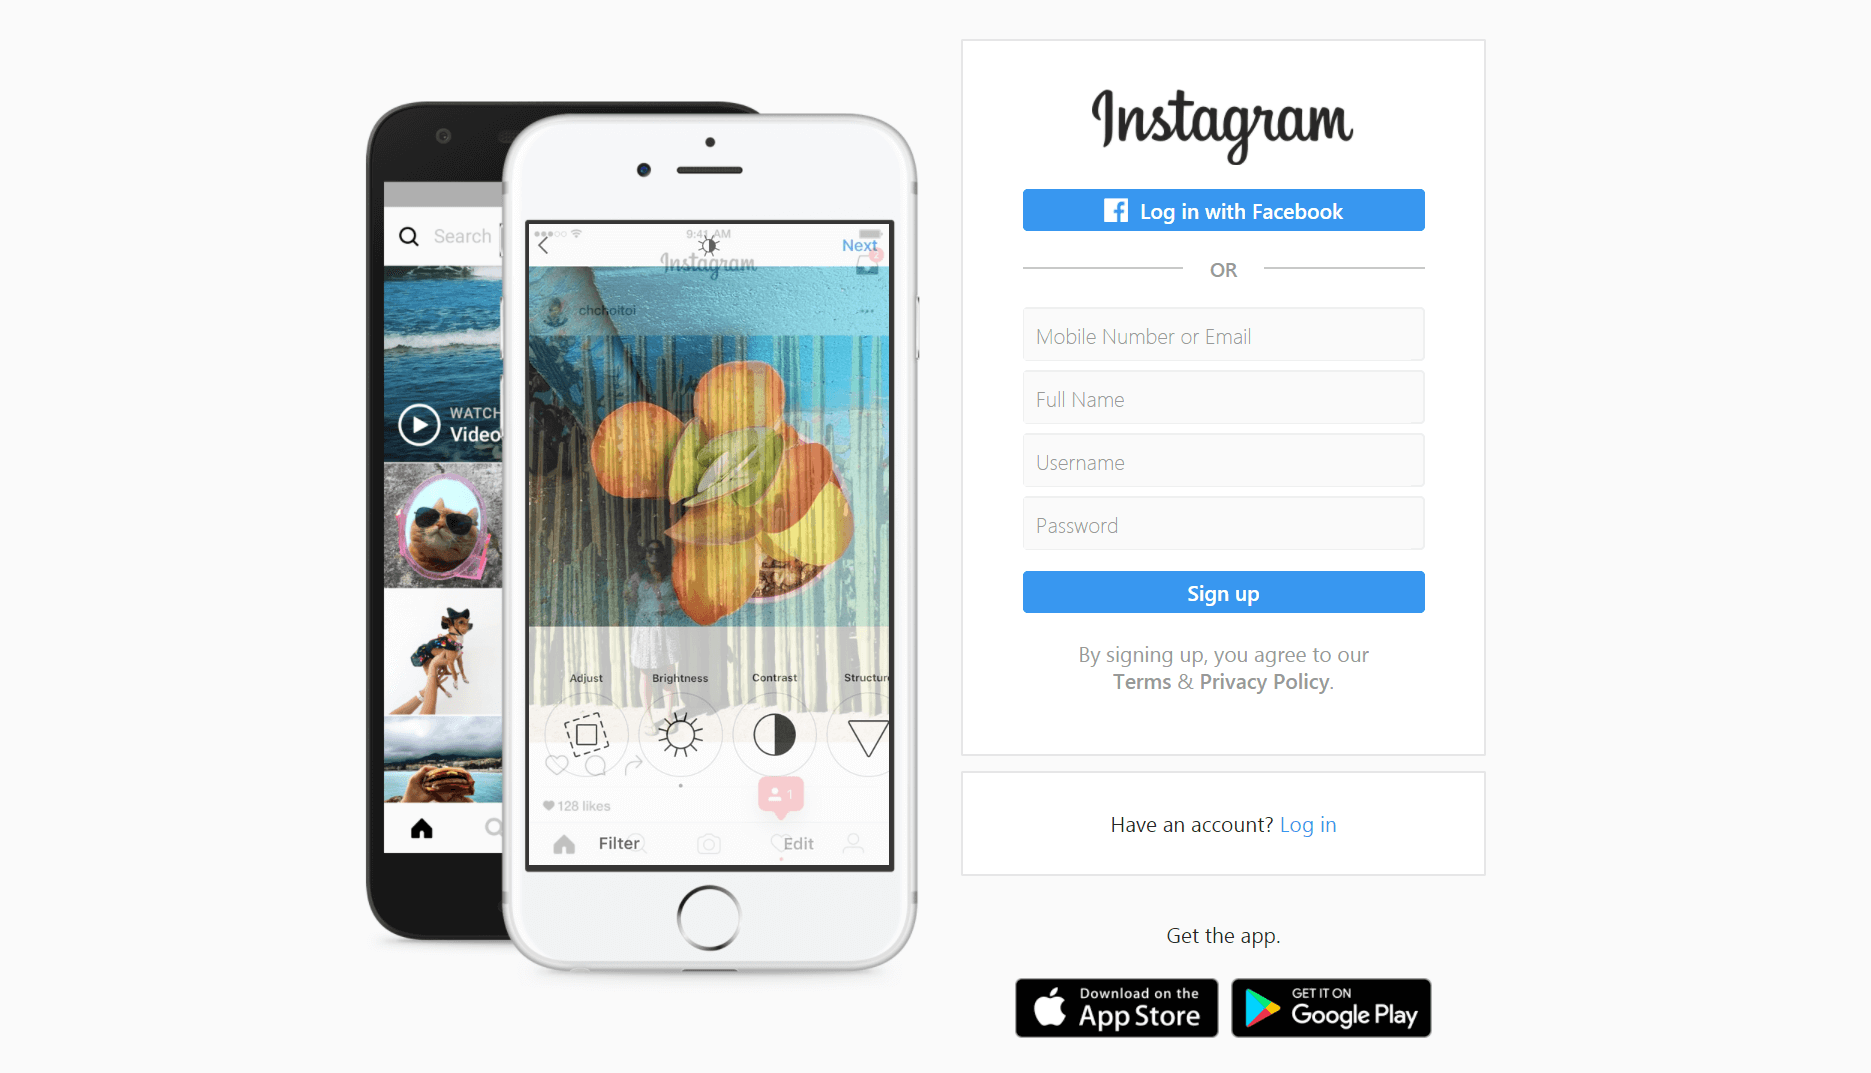 Search
WATCH
Video
9:41 AM
Next
Instagram
2
chchoitoi
Adjust
Brightness
Contrast
Structure
128 likes
1
Filter
Edit
Instagram
Log in with Facebook
OR
Mobile Number or Email
Full Name
Username
Password
Sign up
By signing up, you agree to our
Terms & Privacy Policy.
Have an account? Log in
Get the app.
Download on the
App Store
GET IT ON
Google Play